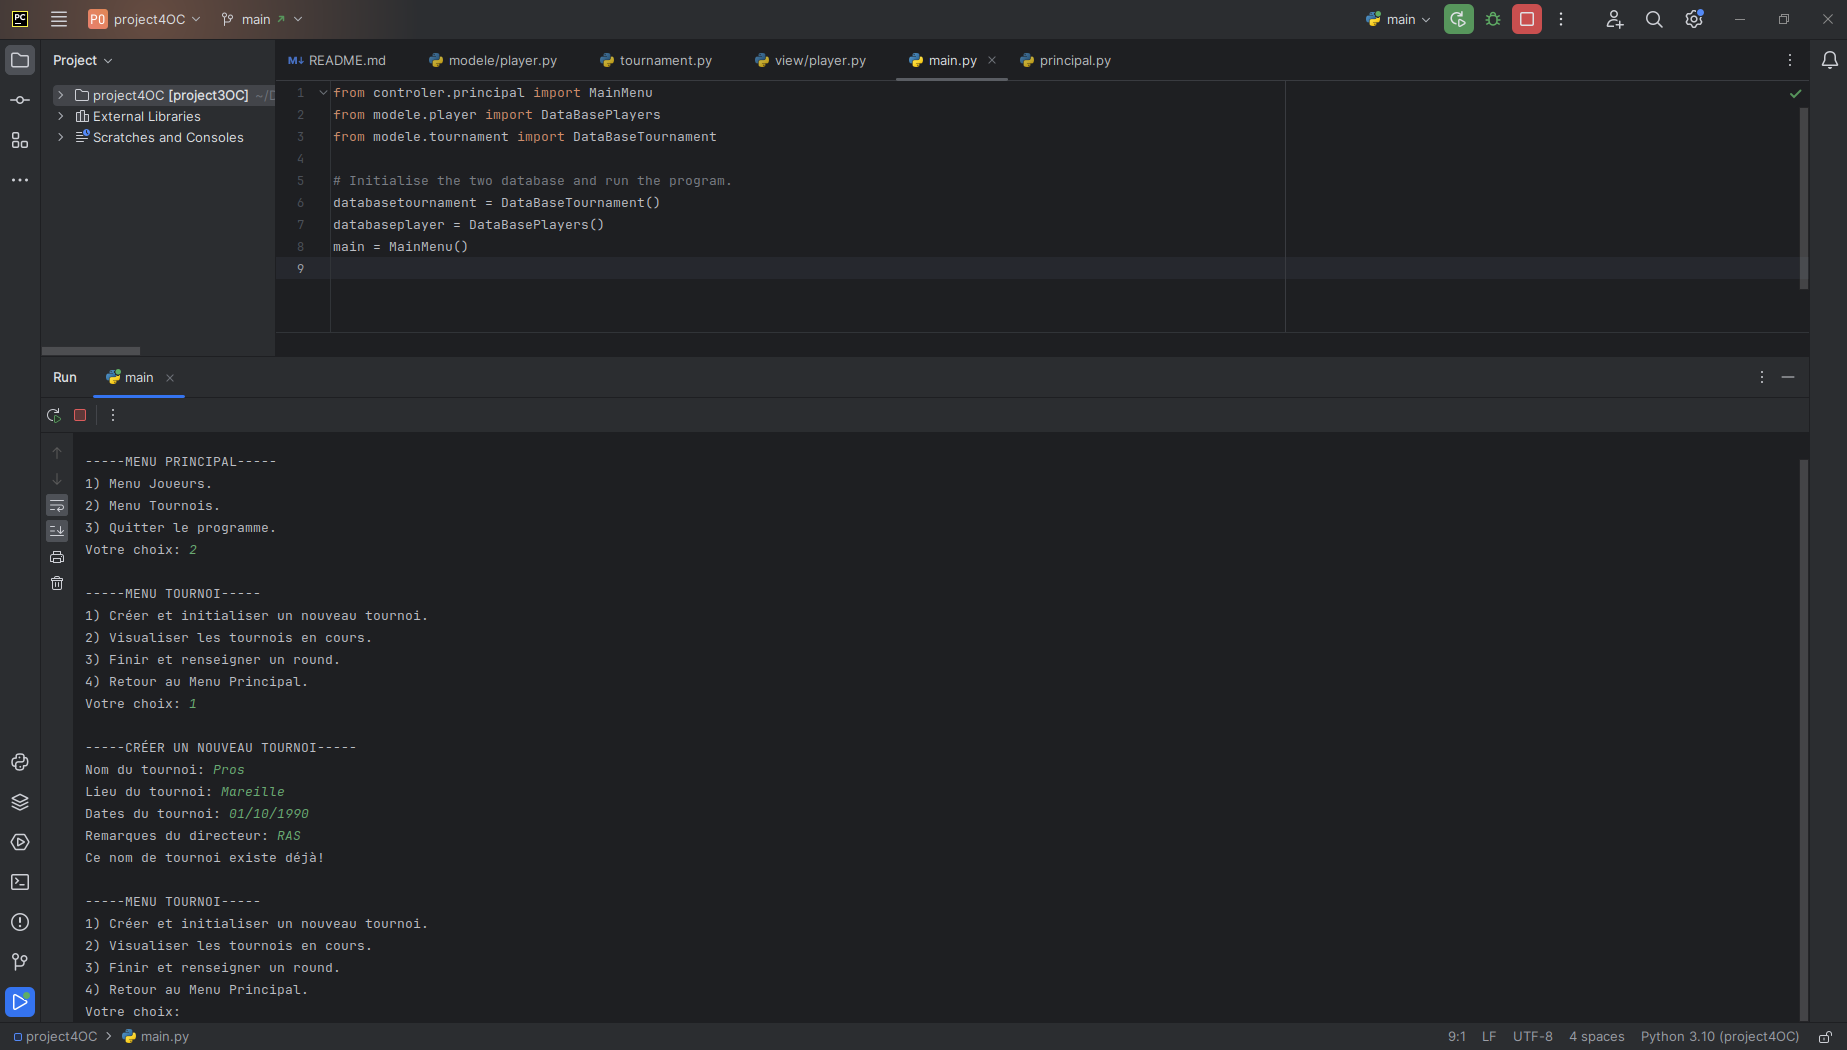 PC
PO project4OC main main
Project
README.md modele/player.py tournament.py view/player.py main.py principal.py
project4OC [project3OC] ~/D
External Libraries
Scratches and Consoles
1 from controler.principal import MainMenu
2 from modele.player import DataBasePlayers
3 from modele.tournament import DataBaseTournament
4
5 # Initialise the two database and run the program.
6 databasetournament = DataBaseTournament()
7 databaseplayer = DataBasePlayers()
8 main = MainMenu()
9
Run main
-----MENU PRINCIPAL-----
1) Menu Joueurs.
2) Menu Tournois.
3) Quitter le programme.
Votre choix: 2
-----MENU TOURNOI-----
1) Créer et initialiser un nouveau tournoi.
2) Visualiser les tournois en cours.
3) Finir et renseigner un round.
4) Retour au Menu Principal.
Votre choix: 1
-----CRÉER UN NOUVEAU TOURNOI-----
Nom du tournoi: Pros
Lieu du tournoi: Mareille
Dates du tournoi: 01/10/1990
Remarques du directeur: RAS
Ce nom de tournoi existe déjà!
-----MENU TOURNOI-----
1) Créer et initialiser un nouveau tournoi.
2) Visualiser les tournois en cours.
3) Finir et renseigner un round.
4) Retour au Menu Principal.
Votre choix:
project4OC > main.py 9:1 LF UTF-8 4 spaces Python 3.10 (project4OC)